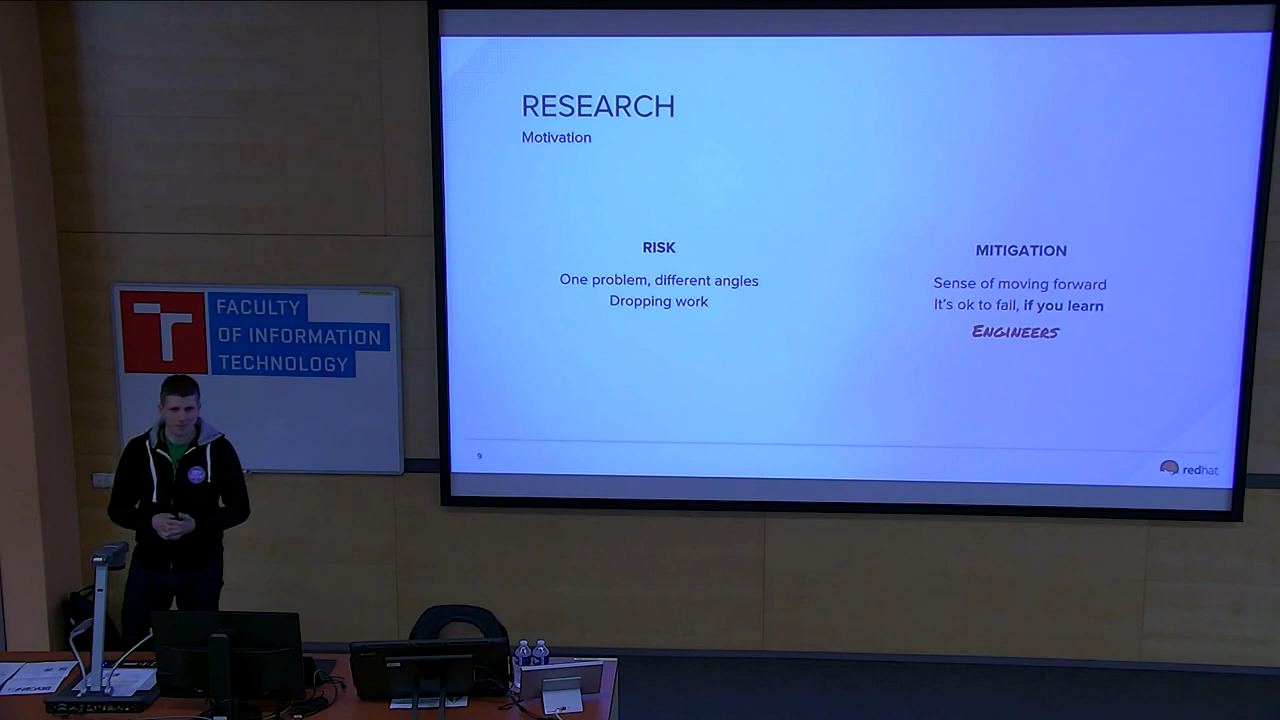 RESEARCH
Motivation
RISK
One problem, different angles
Dropping work
MITIGATION
Sense of moving forward
It's ok to fail, if you learn
ENGINEERS
9
redhat
FACULTY
OF INFORMATION
TECHNOLOGY